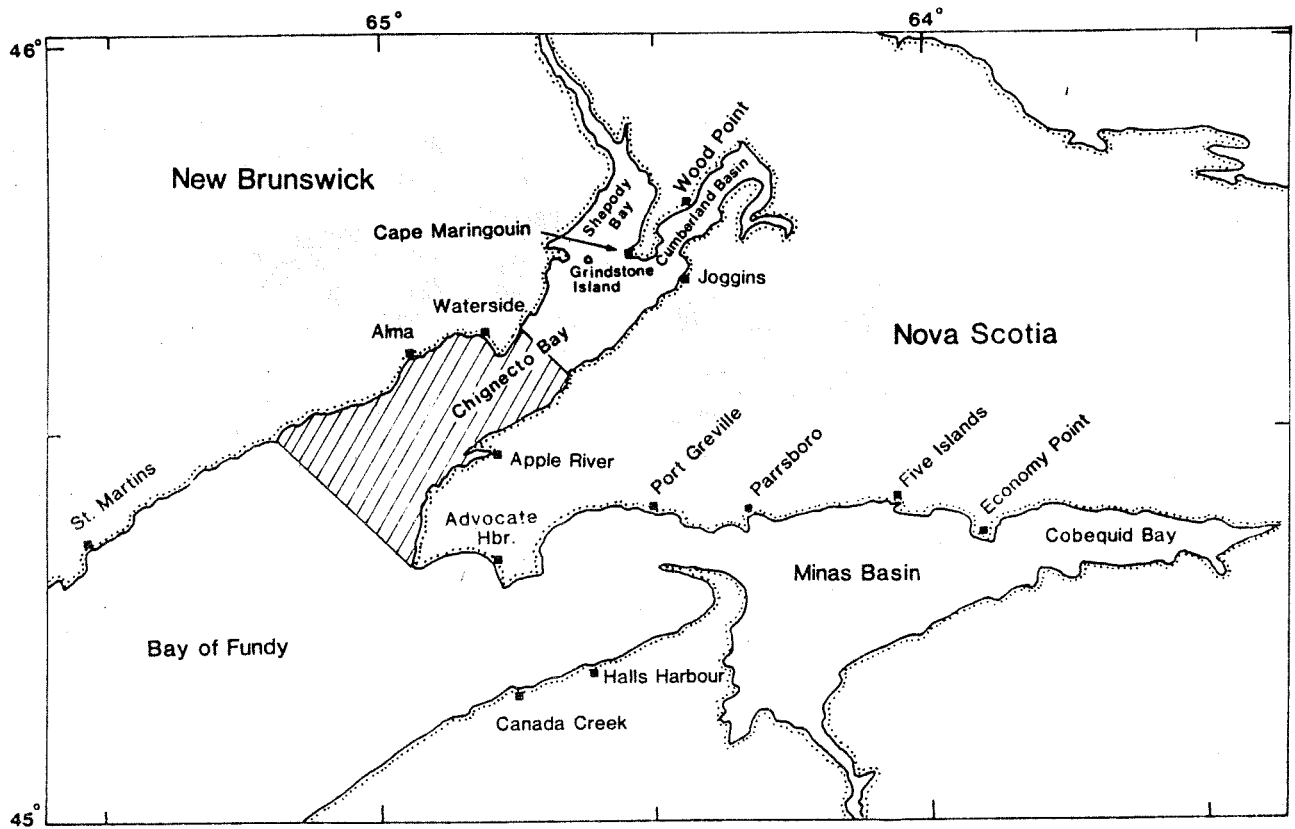 65°
64°
46°
New Brunswick
Wood Point
Shepody
Bay
Cumberland Basin
Cape Maringouin
Grindstone
Island
Joggins
Waterside
Alma
Chignecto Bay
Nova Scotia
Apple River
Port Greville
Parrsboro
Five Islands
Economy Point
St. Martins
Advocate
Hbr.
Cobequid Bay
Minas Basin
Bay of Fundy
Halls Harbour
Canada Creek
45°